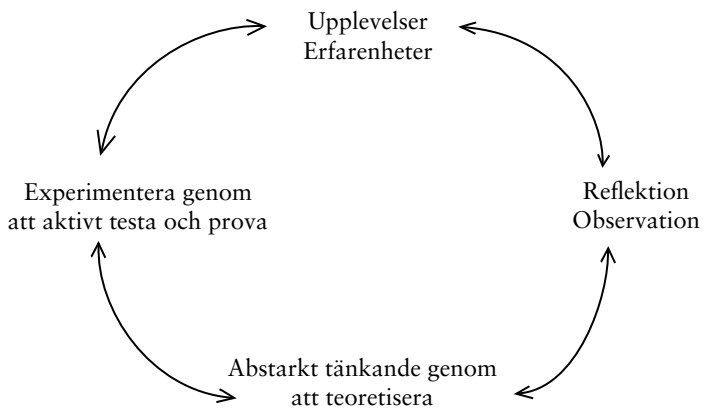 Upplevelser
Erfarenheter
Experimentera genom
att aktivt testa och prova
Reflektion
Observation
Abstarkt tänkande genom
att teoretisera